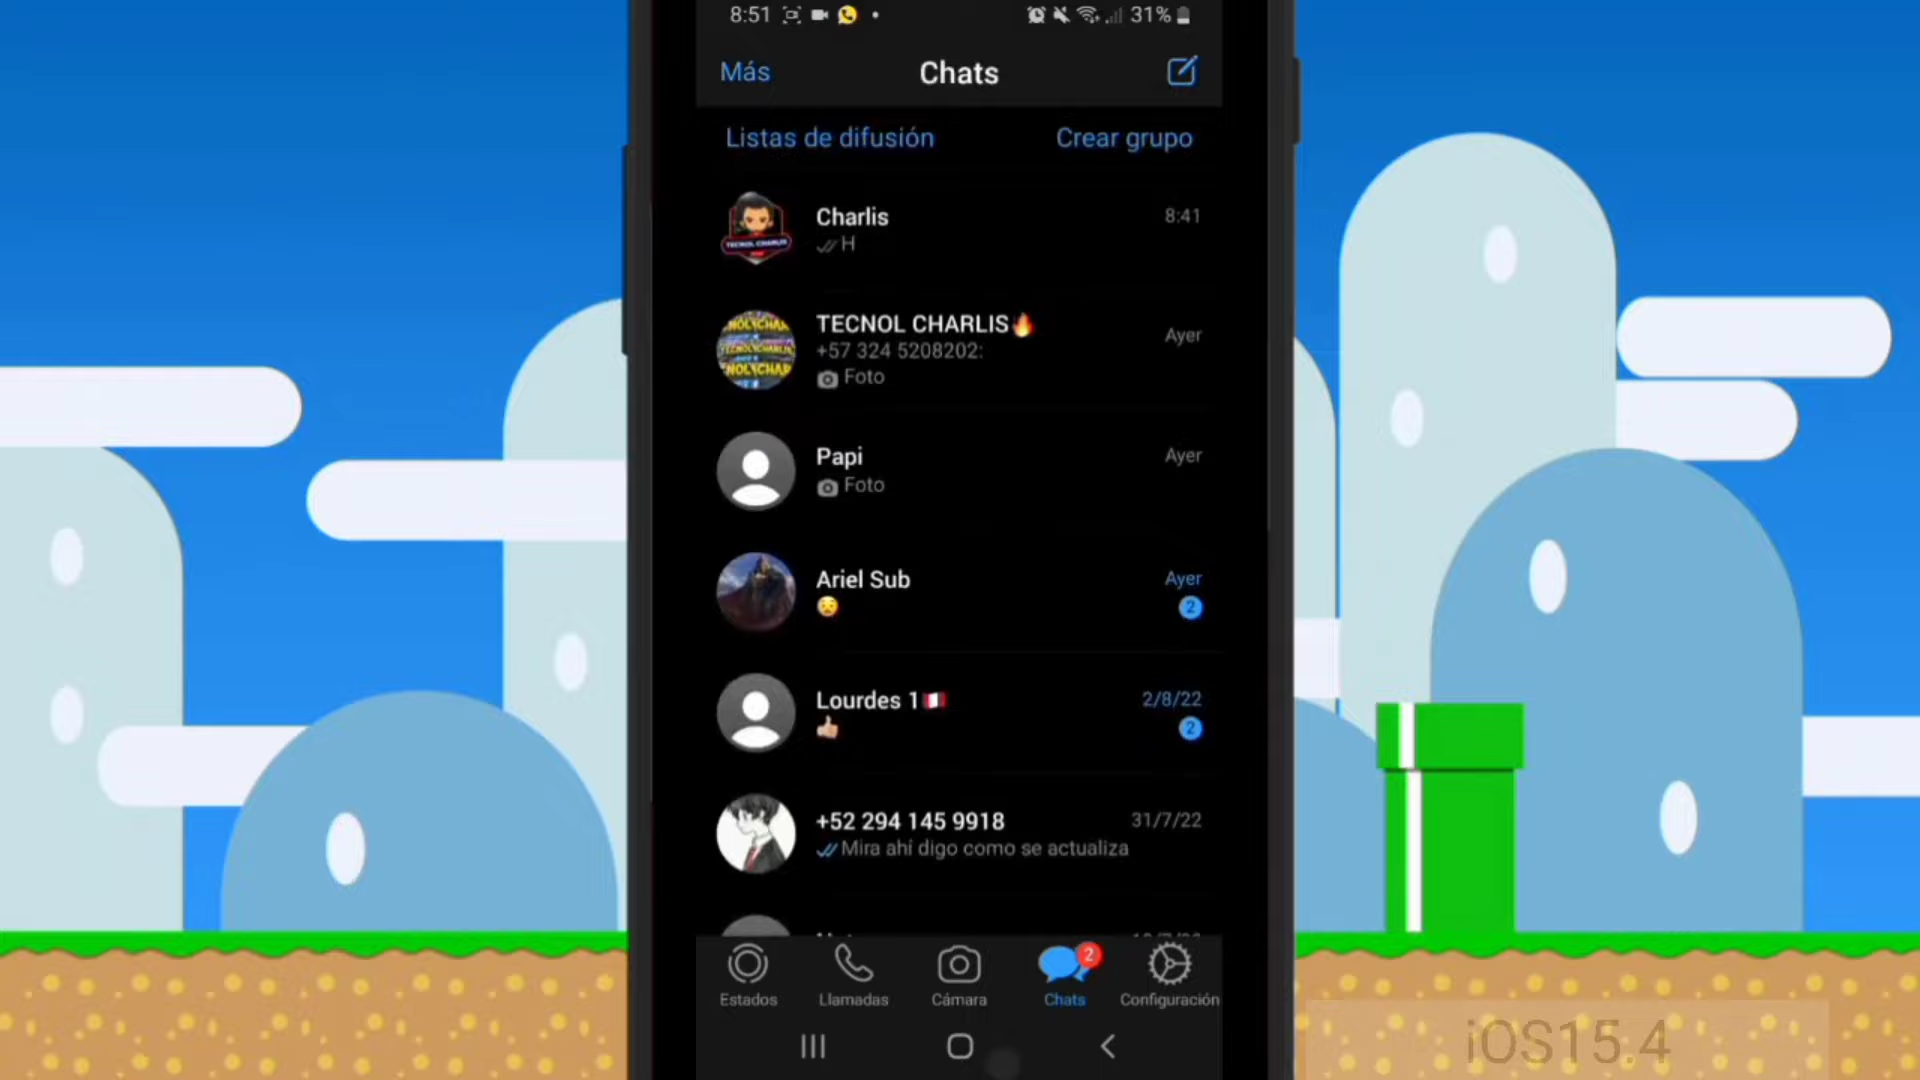 8:51
31%
Más
Chats
Listas de difusión
Crear grupo
Charlis
8:41
H
TECNOL CHARLIS
TECNOL CHARLIS🔥
Ayer
+57 324 5208202:
Foto
Papi
Ayer
Foto
Ariel Sub
Ayer
😟
2
Lourdes 1🇵🇪
2/8/22
👍🏼
2
+52 294 145 9918
31/7/22
Mira ahí digo como se actualiza
2
Estados
Llamadas
Cámara
Chats
Configuración
iOS15.4